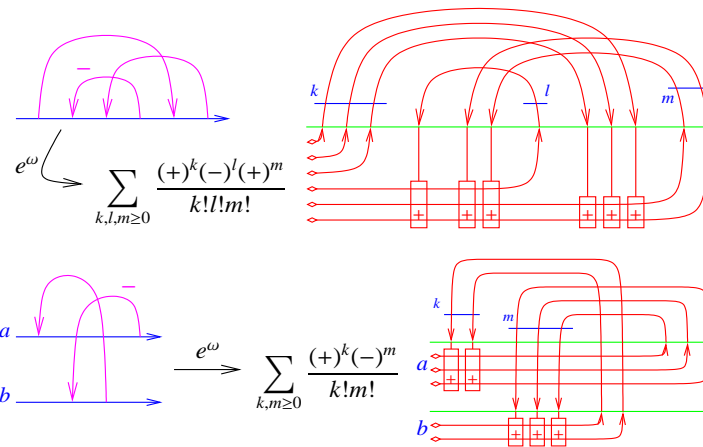 −
k
l
m
+ + + + + +
e^ω
∑_{k,l,m≥0} (+)^k(−)^l(+)^m / k!l!m!
−
a
b
e^ω
∑_{k,m≥0} (+)^k(−)^m / k!m!
k
m
a
+ +
b
+ + +